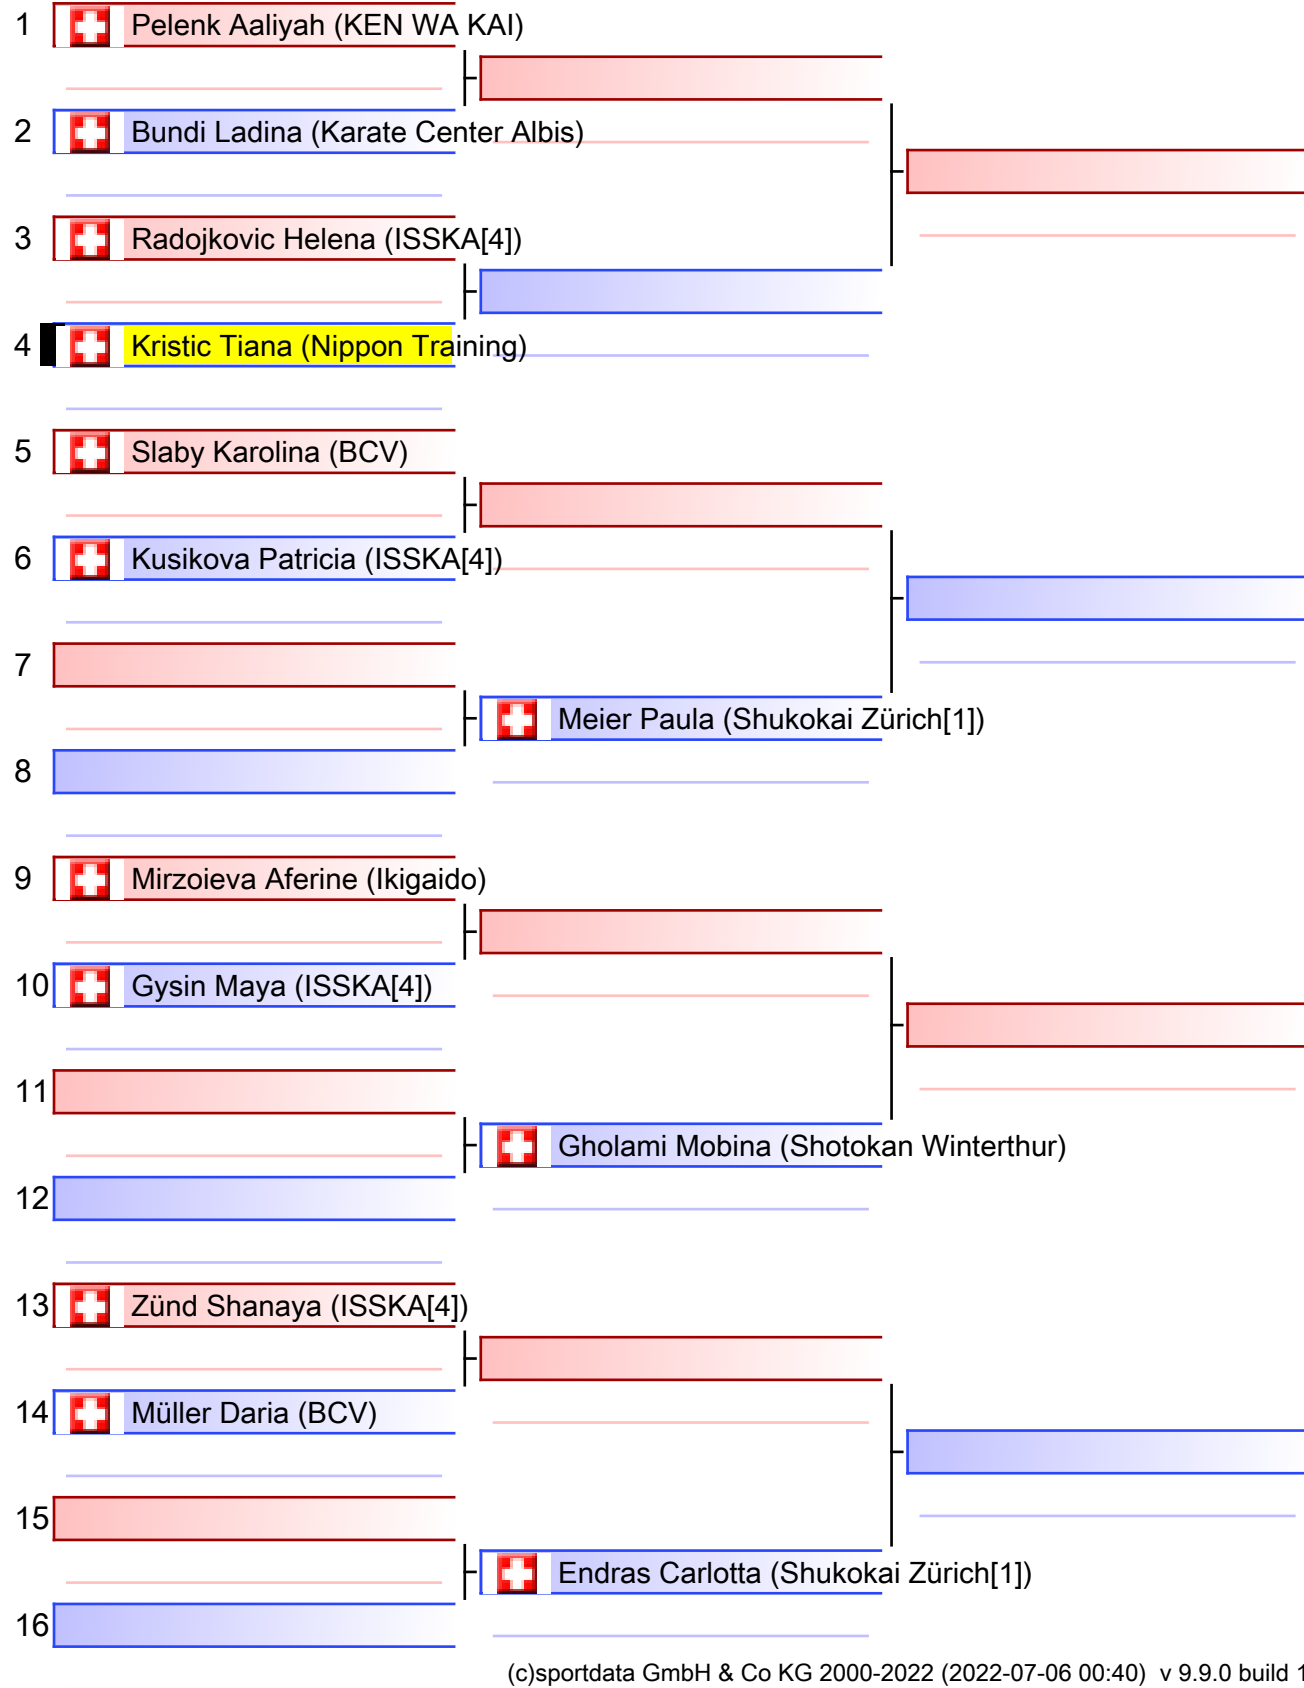 1 Pelenk Aaliyah (KEN WA KAI)
2 Bundi Ladina (Karate Center Albis)
3 Radojkovic Helena (ISSKA[4])
4 Kristic Tiana (Nippon Training)
5 Slaby Karolina (BCV)
6 Kusikova Patricia (ISSKA[4])
7
Meier Paula (Shukokai Zürich[1])
8
9 Mirzoieva Aferine (Ikigaido)
10 Gysin Maya (ISSKA[4])
11
Gholami Mobina (Shotokan Winterthur)
12
13 Zünd Shanaya (ISSKA[4])
14 Müller Daria (BCV)
15
Endras Carlotta (Shukokai Zürich[1])
16
(c)sportdata GmbH & Co KG 2000-2022 (2022-07-06 00:40) v 9.9.0 build 1